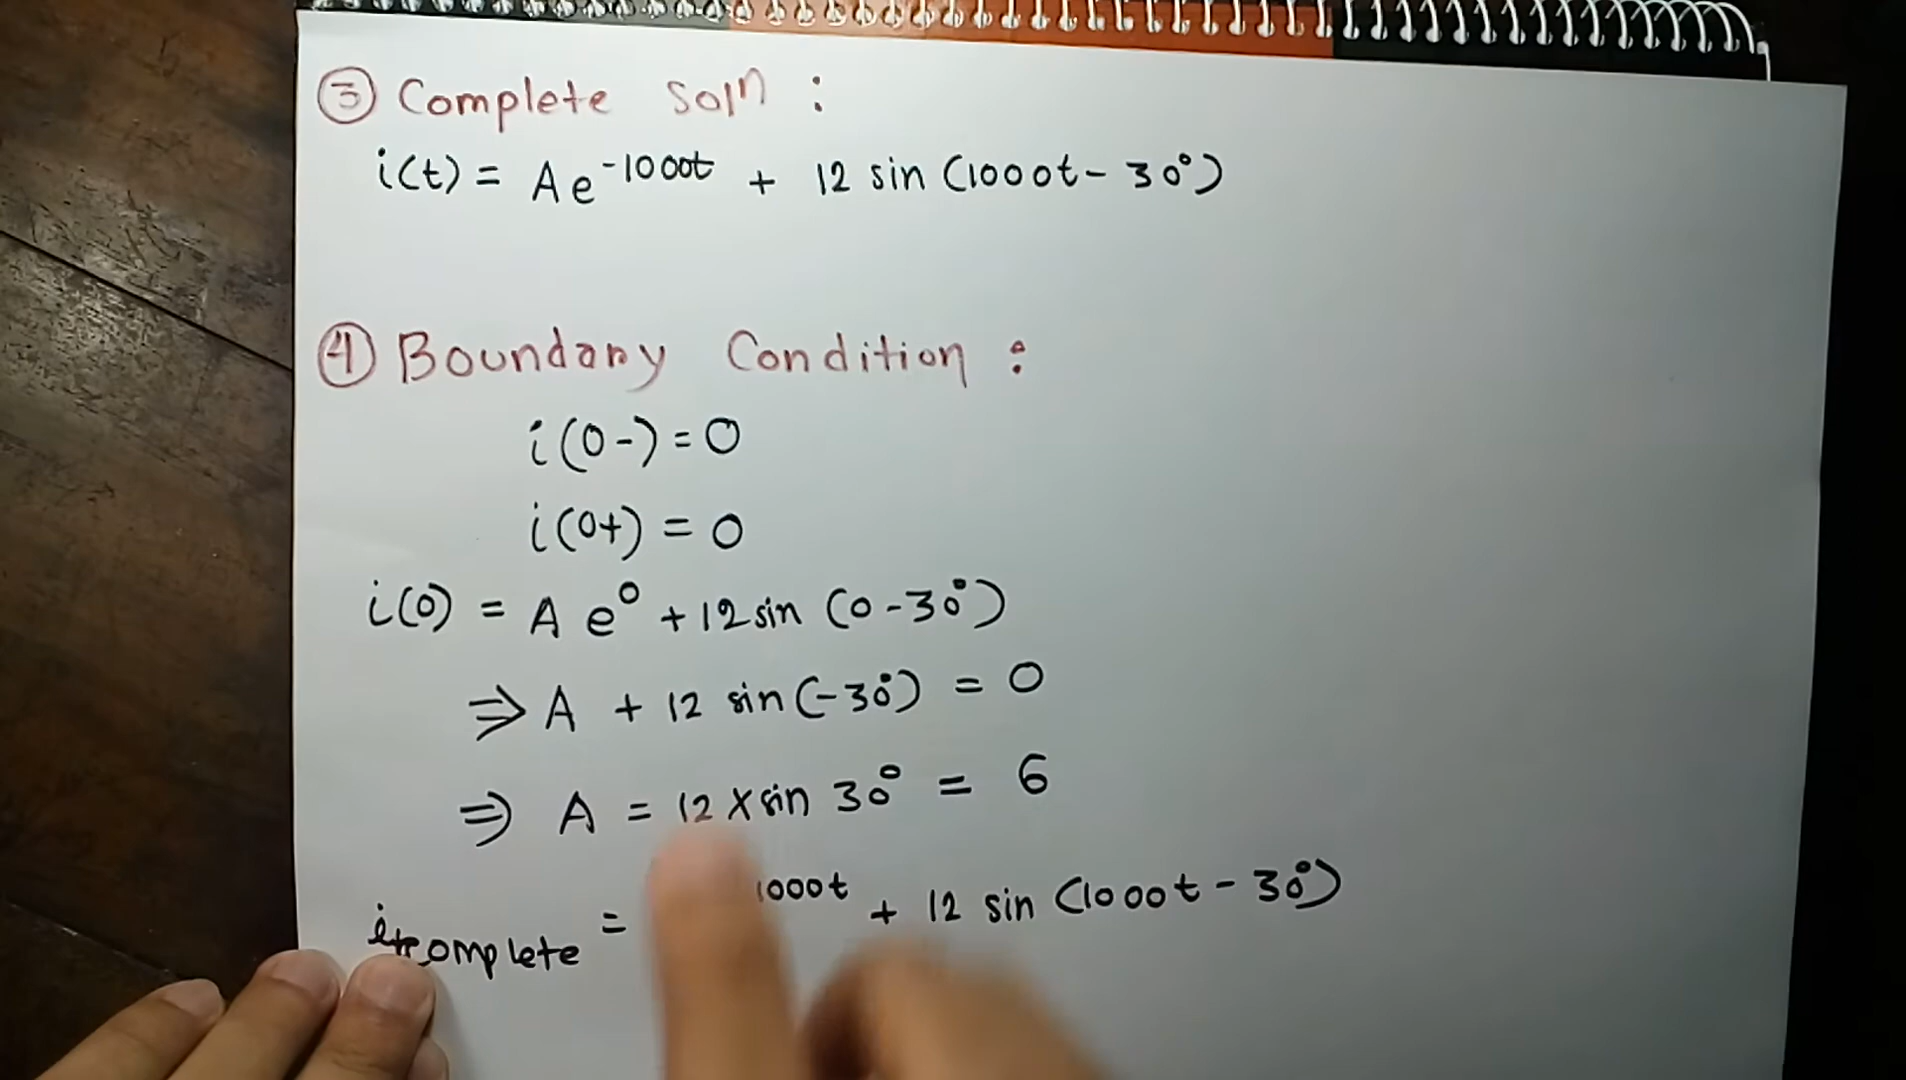 ③ Complete soln :
i(t) = Ae^-1000t + 12 sin (1000t - 30°)
④ Boundary Condition :
i(0-) = 0
i(0+) = 0
i(0) = A e^0 + 12 sin (0 - 30°)
⇒ A + 12 sin (-30°) = 0
⇒ A = 12 x sin 30° = 6
complete = 1000t + 12 sin (1000t - 30°)